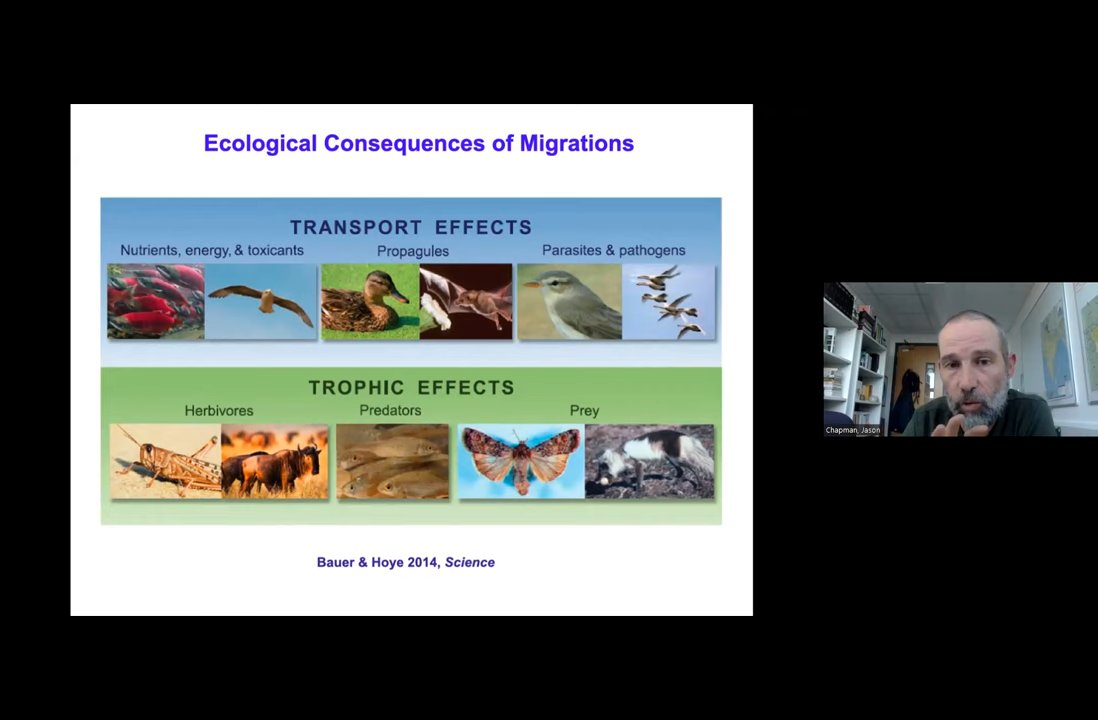 Ecological Consequences of Migrations
TRANSPORT EFFECTS
Nutrients, energy, & toxicants
Propagules
Parasites & pathogens
TROPHIC EFFECTS
Herbivores
Predators
Prey
Bauer & Hoye 2014, Science
Chapman, Jason